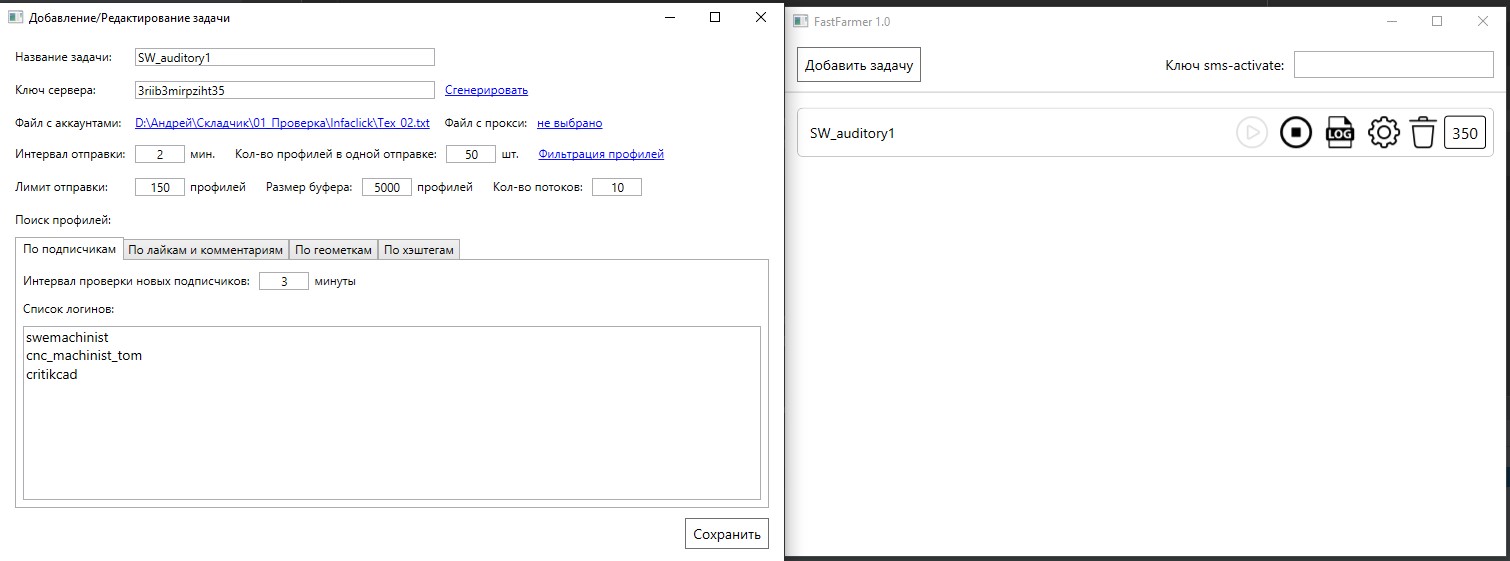 Добавление/Редактирование задачи
Название задачи: SW_auditory1
Ключ сервера: 3riib3mirpziht35 Сгенерировать
Файл с аккаунтами: D:\Андрей\Складчик\01_Проверка\Infaclick\Тех_02.txt Файл с прокси: не выбрано
Интервал отправки: 2 мин. Кол-во профилей в одной отправке: 50 шт. Фильтрация профилей
Лимит отправки: 150 профилей Размер буфера: 5000 профилей Кол-во потоков: 10
Поиск профилей:
По подписчикам По лайкам и комментариям По геометкам По хэштегам
Интервал проверки новых подписчиков: 3 минуты
Список логинов:
swemachinist
cnc_machinist_tom
critikcad
Сохранить
FastFarmer 1.0
Добавить задачу Ключ sms-activate:
SW_auditory1 LOG 350